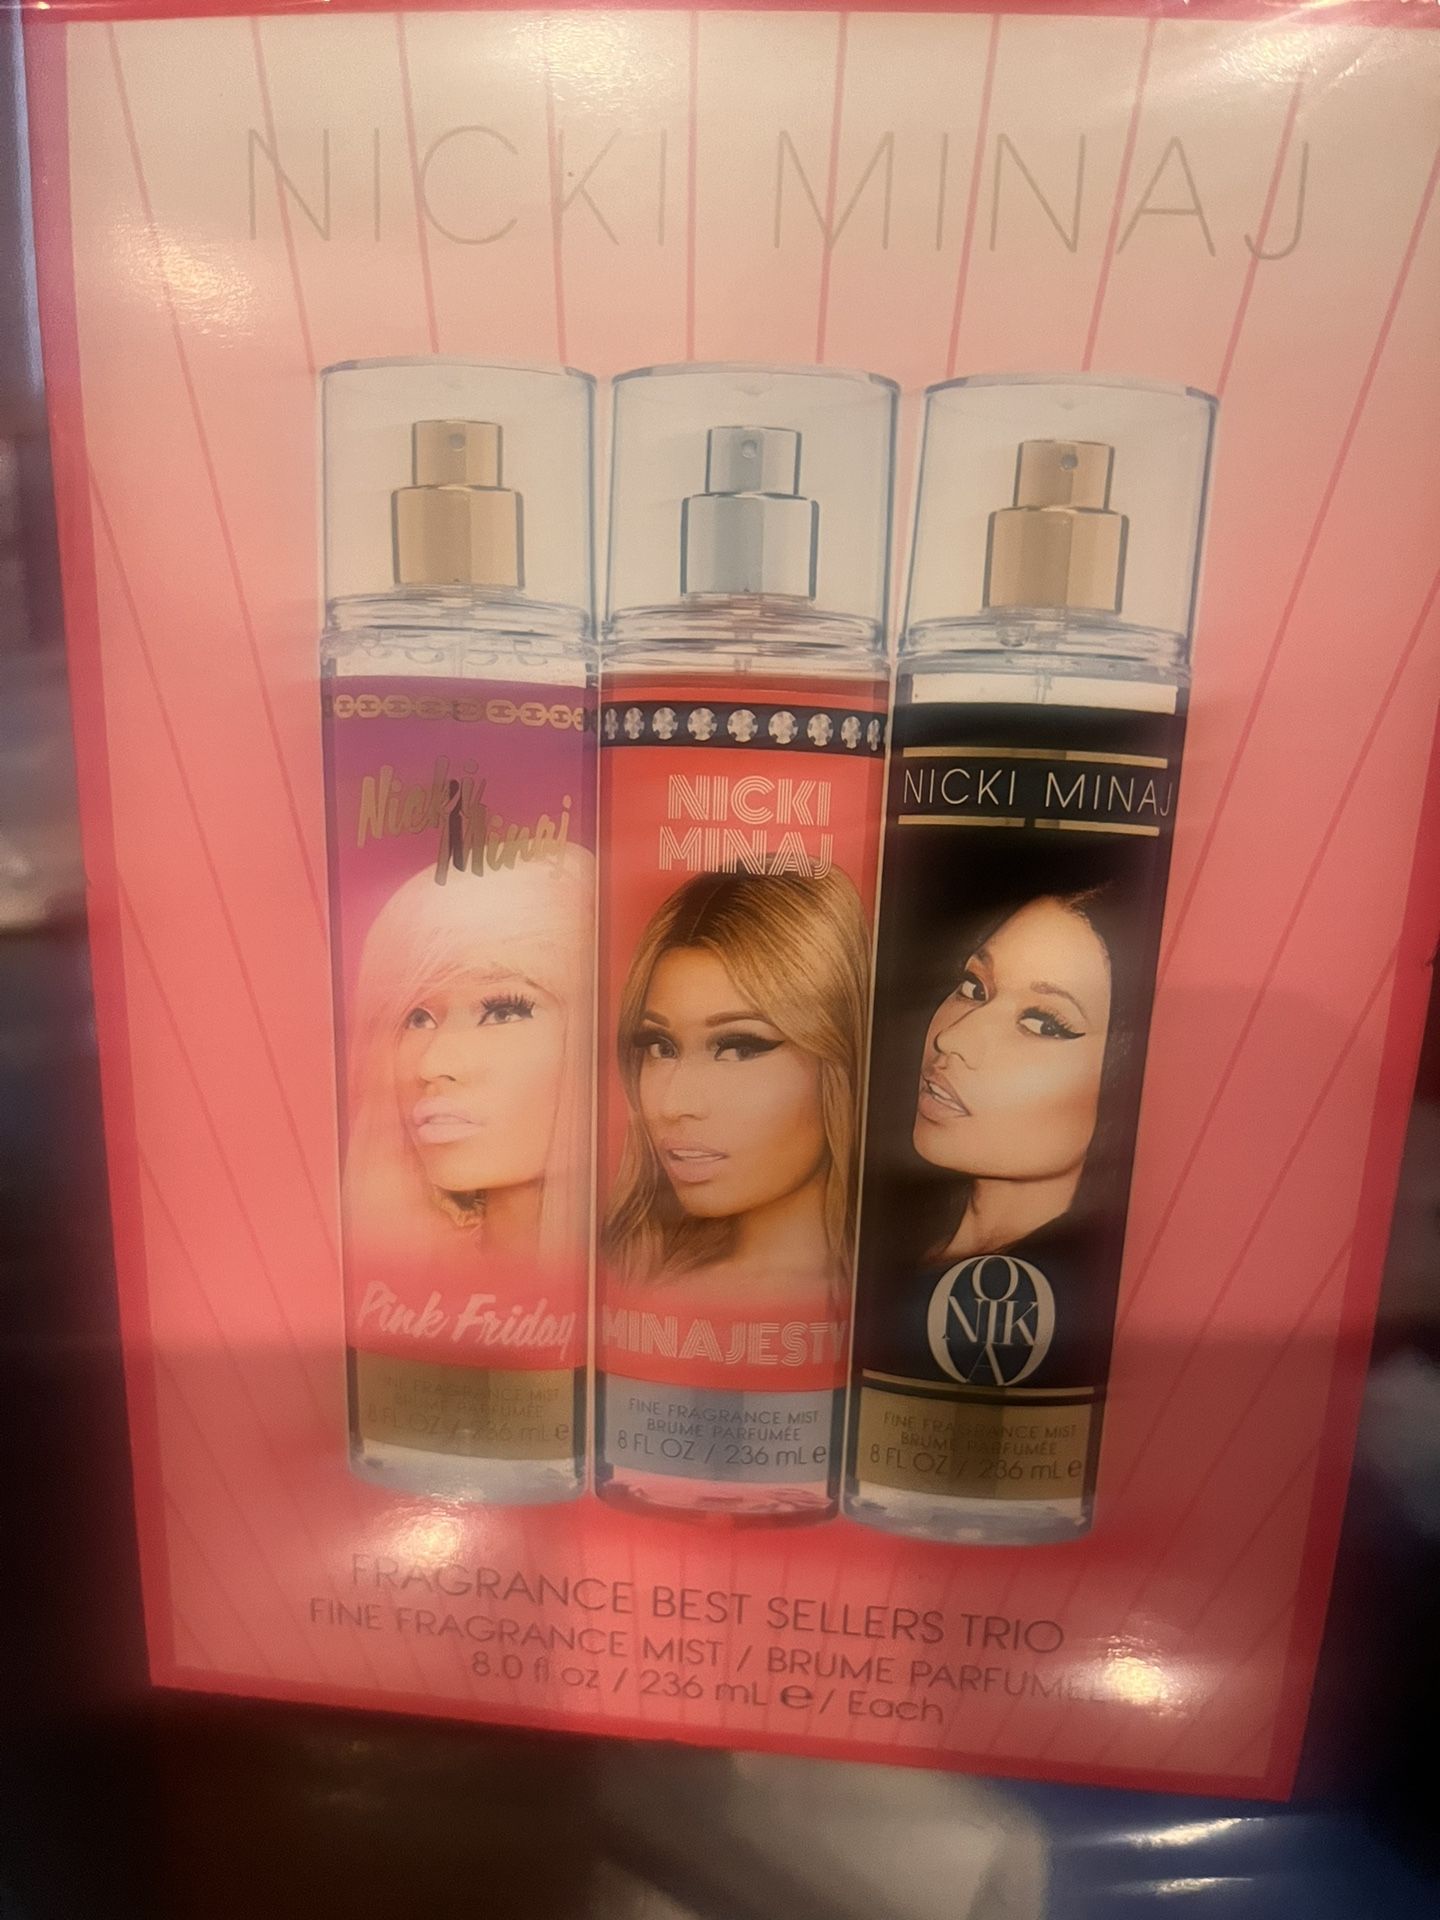 NICKI MINAJ
Nicki
Minaj
Pink Friday
FINE FRAGRANCE MIST
BRUME PARFUMÉE
8 FL OZ / 236 mL e
NICKI
MINAJ
MINAJESTY
FINE FRAGRANCE MIST
BRUME PARFUMÉE
8 FL OZ / 236 mL e
NICKI MINAJ
ONIKA
FINE FRAGRANCE MIST
BRUME PARFUMÉE
8 FL OZ / 236 mL e
FRAGRANCE BEST SELLERS TRIO
FINE FRAGRANCE MIST / BRUME PARFUMÉE
8.0 fl oz / 236 mL e / Each